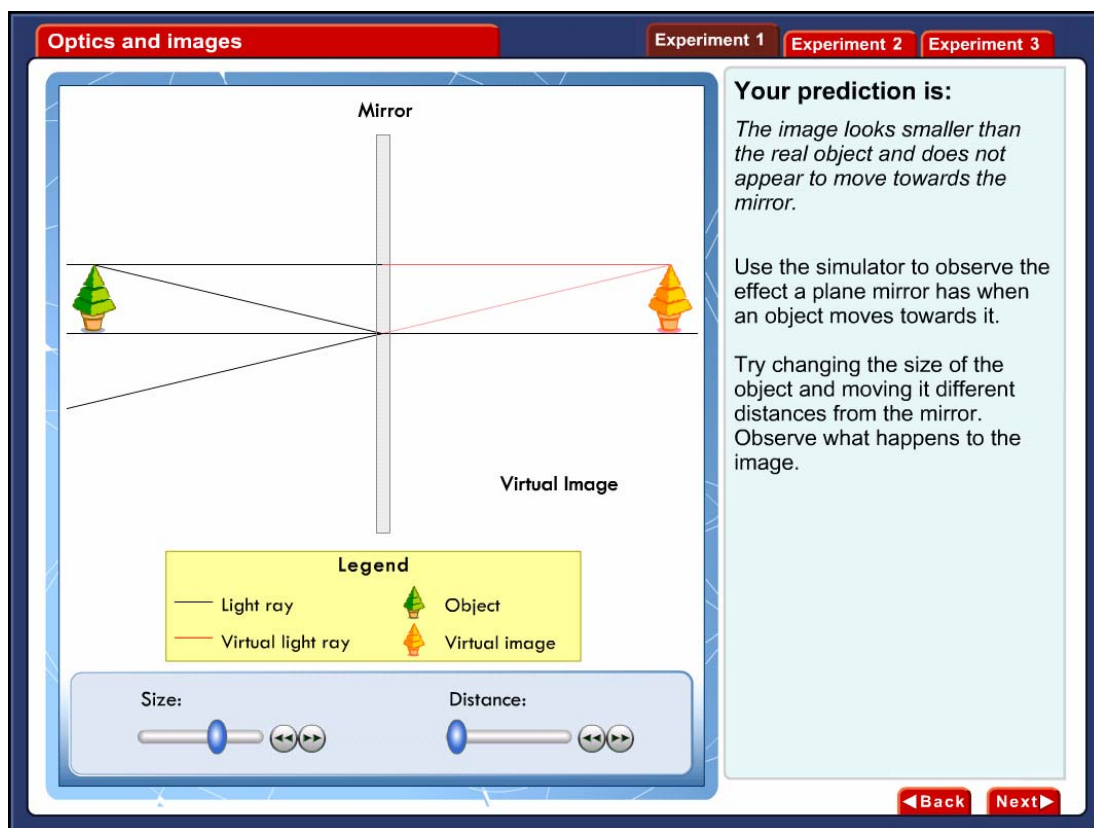 Optics and images
Experiment 1
Experiment 2
Experiment 3
Mirror
Virtual Image
Legend
Light ray
Object
Virtual light ray
Virtual image
Size:
Distance:
Your prediction is:
The image looks smaller than
the real object and does not
appear to move towards the
mirror.
Use the simulator to observe the
effect a plane mirror has when
an object moves towards it.
Try changing the size of the
object and moving it different
distances from the mirror.
Observe what happens to the
image.
Back
Next